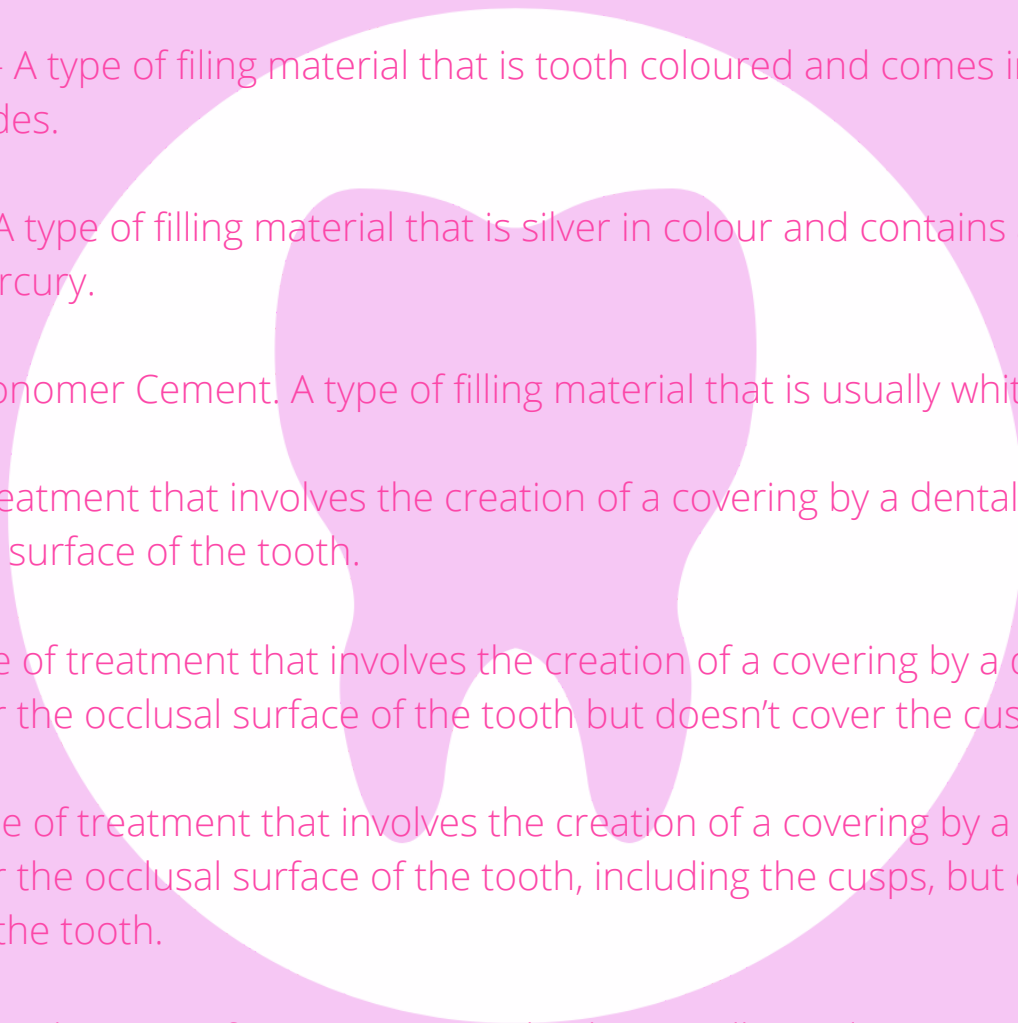 - A type of filing material that is tooth coloured and comes in
des.
A type of filling material that is silver in colour and contains
rcury.
onomer Cement. A type of filling material that is usually whit
eatment that involves the creation of a covering by a dental
surface of the tooth.
e of treatment that involves the creation of a covering by a
r the occlusal surface of the tooth but doesn’t cover the cus
e of treatment that involves the creation of a covering by a
r the occlusal surface of the tooth, including the cusps, but
the tooth.